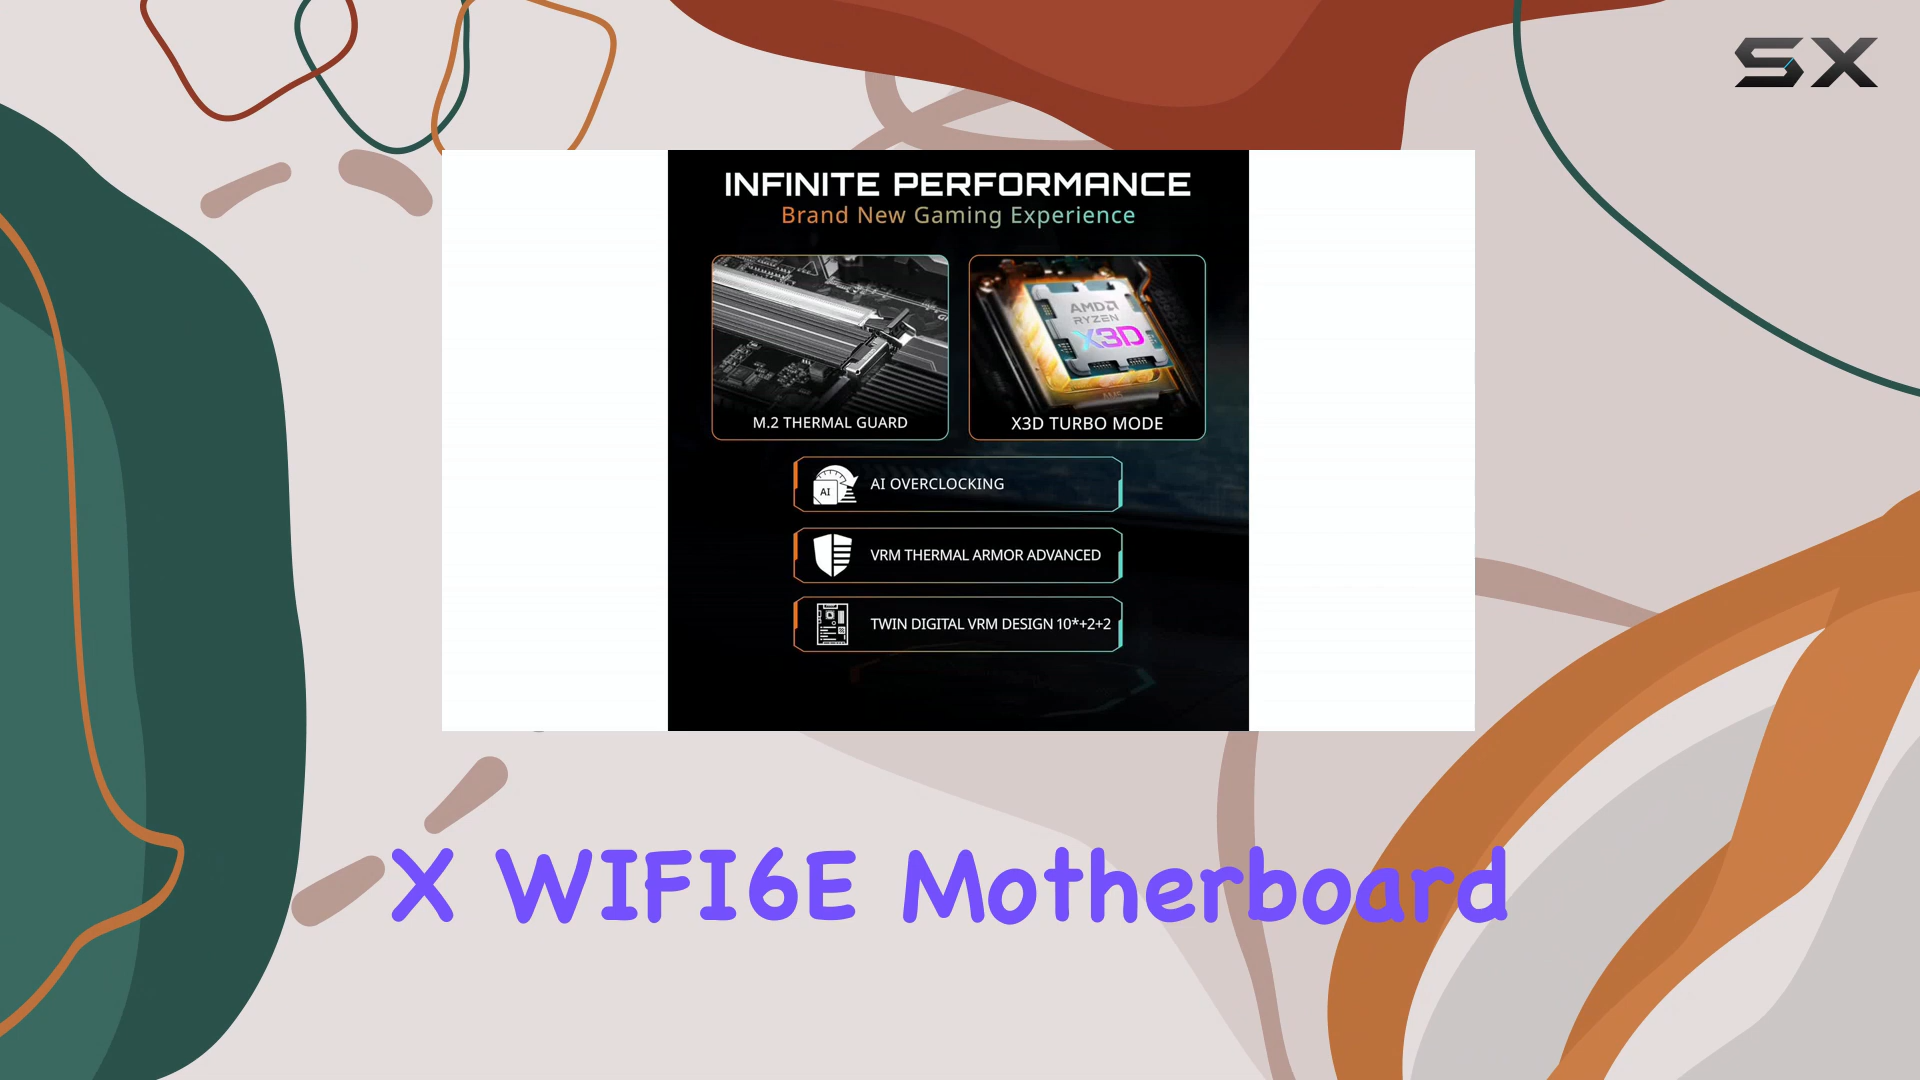 SX
INFINITE PERFORMANCE
Brand New Gaming Experience
AMD
RYZEN
X3D
M.2 THERMAL GUARD
X3D TURBO MODE
AI
AI OVERCLOCKING
VRM THERMAL ARMOR ADVANCED
TWIN DIGITAL VRM DESIGN 10*+2+2
X WIFI6E Motherboard